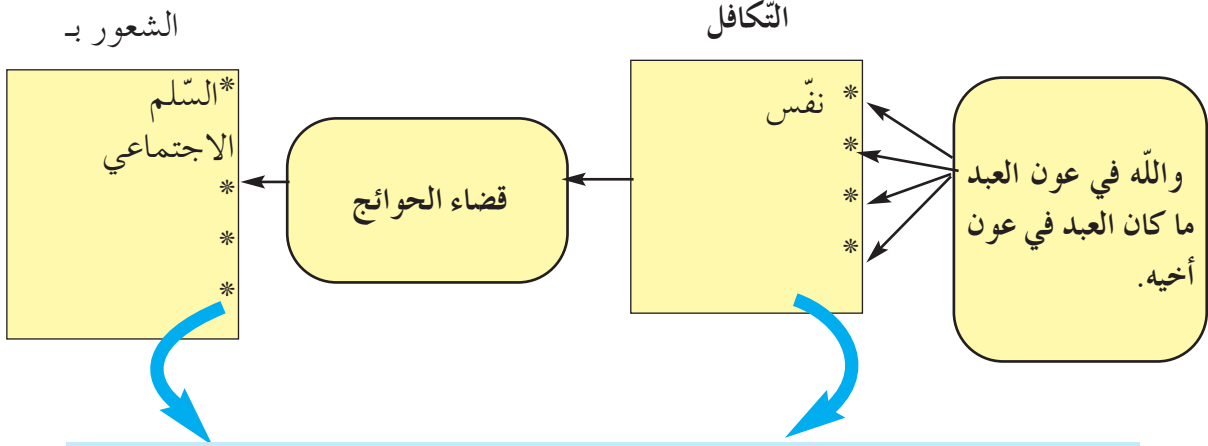 التّكافل
الشعور بـ
واللّه في عون العبد
ما كان العبد في عون
أخيه.
* نفّس
*
*
*
قضاء الحوائج
*السّلم
الاجتماعي
*
*
*